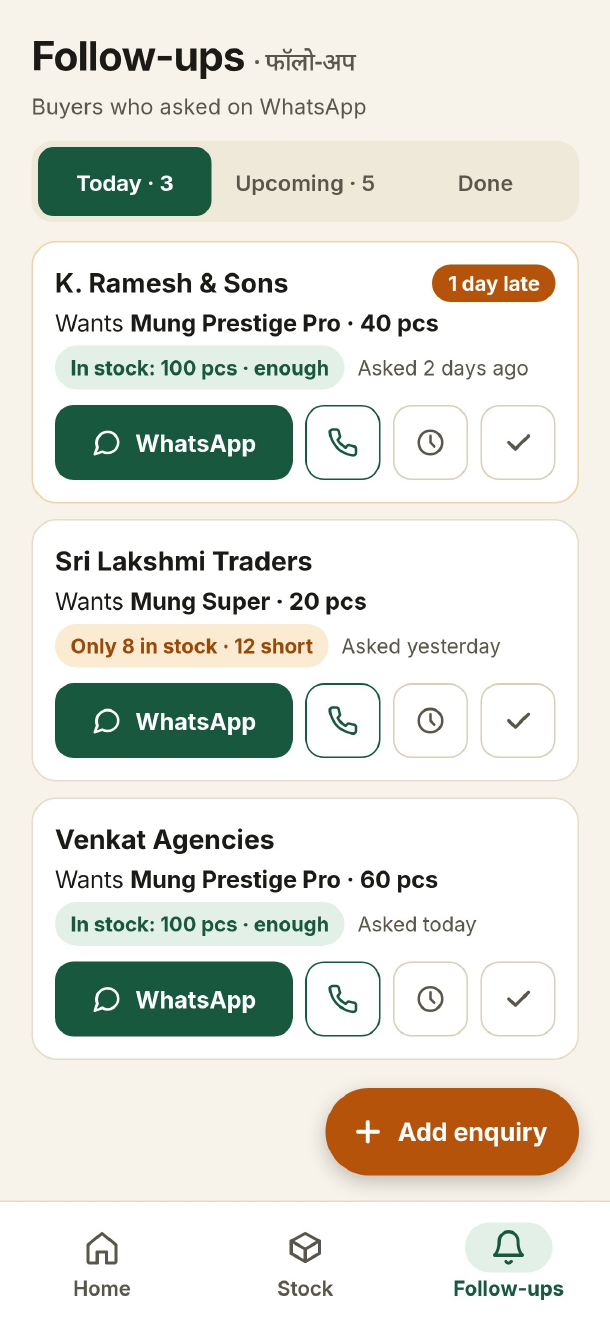 Follow-ups · फॉलो-अप
Buyers who asked on WhatsApp
Today · 3 Upcoming · 5 Done
K. Ramesh & Sons 1 day late
Wants Mung Prestige Pro · 40 pcs
In stock: 100 pcs · enough Asked 2 days ago
WhatsApp
Sri Lakshmi Traders
Wants Mung Super · 20 pcs
Only 8 in stock · 12 short Asked yesterday
WhatsApp
Venkat Agencies
Wants Mung Prestige Pro · 60 pcs
In stock: 100 pcs · enough Asked today
WhatsApp
+ Add enquiry
Home Stock Follow-ups